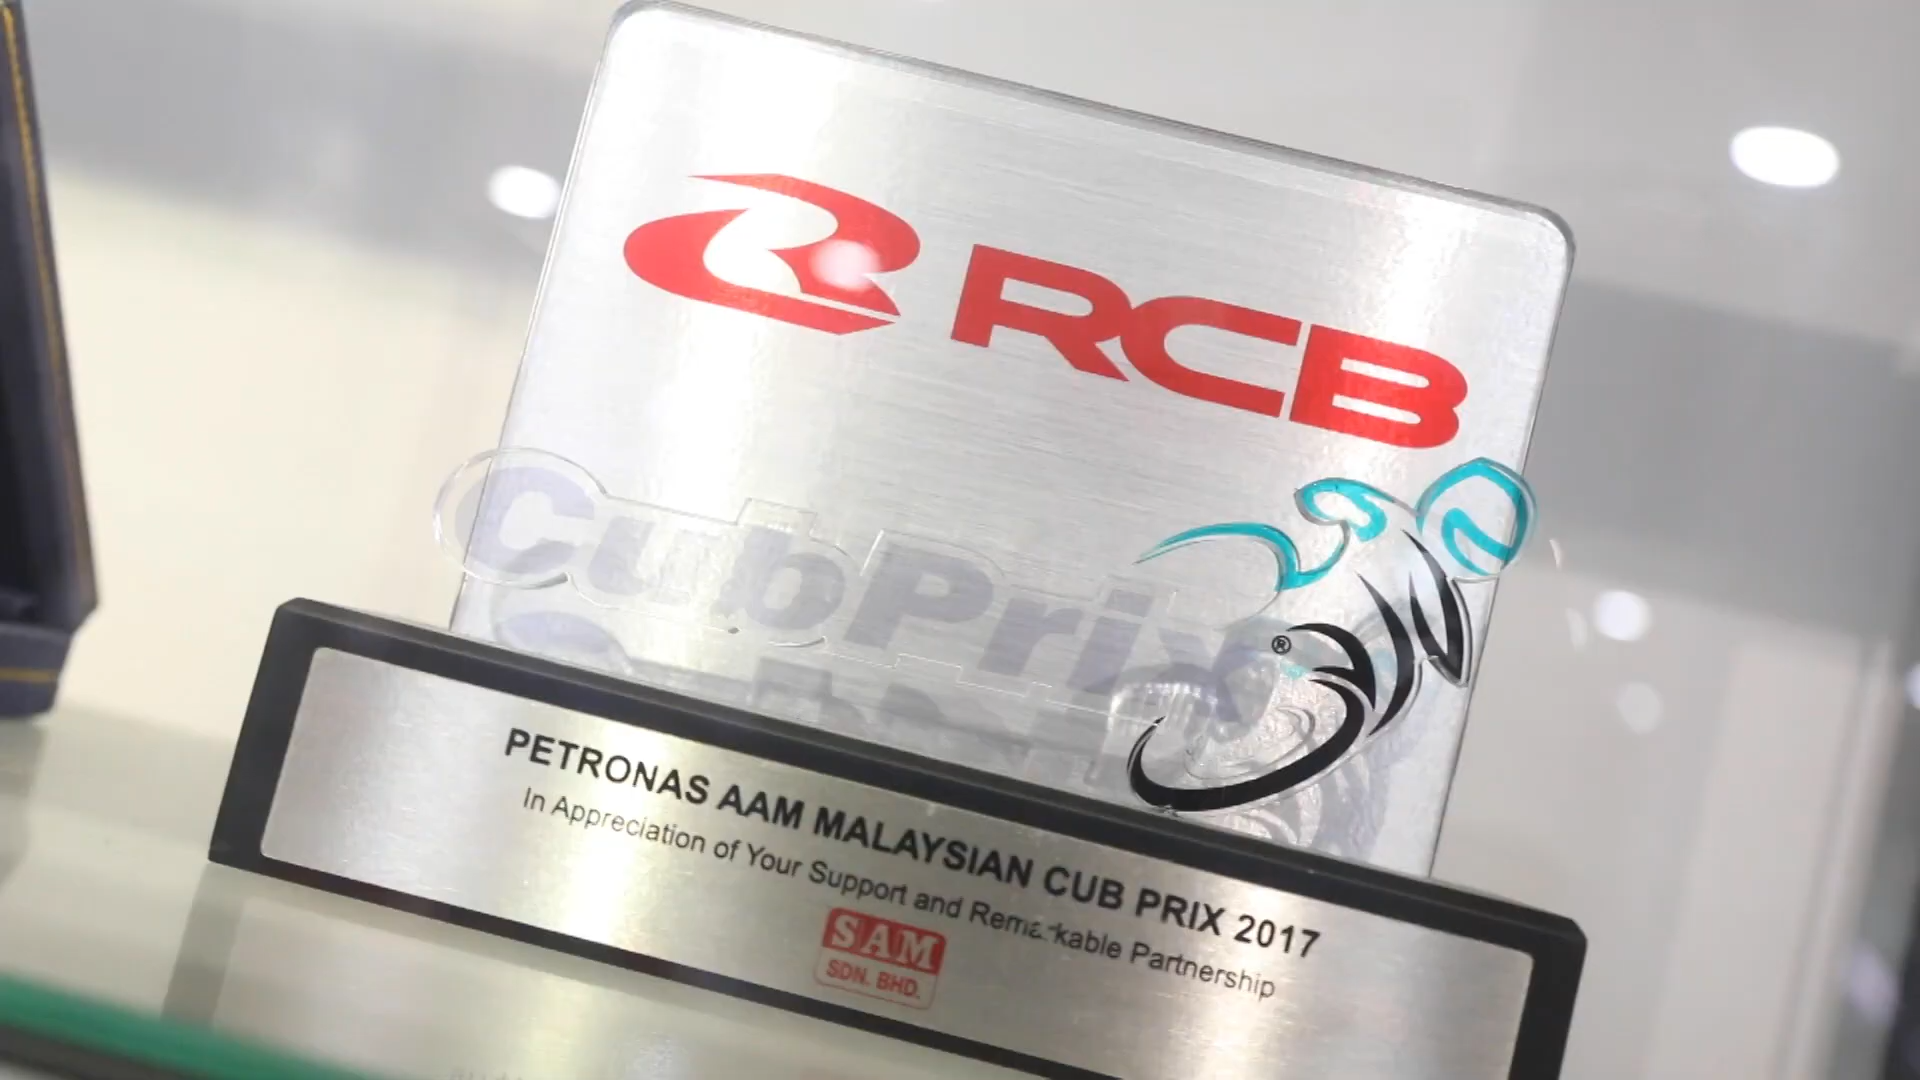 RCB
CubPrix
®
PETRONAS AAM MALAYSIAN CUB PRIX 2017
In Appreciation of Your Support and Remarkable Partnership
SAM
SDN. BHD.